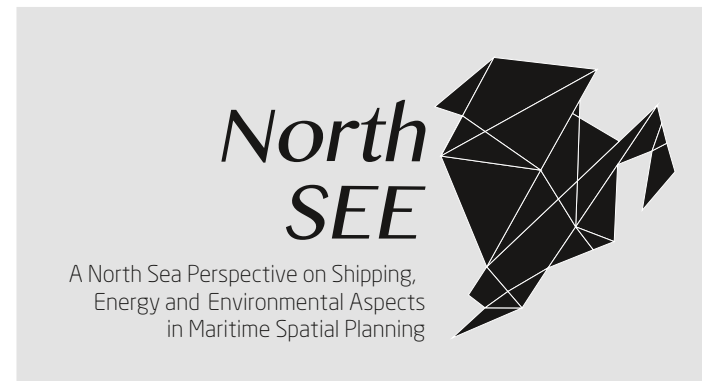 North
SEE
A North Sea Perspective on Shipping,
Energy and Environmental Aspects
in Maritime Spatial Planning